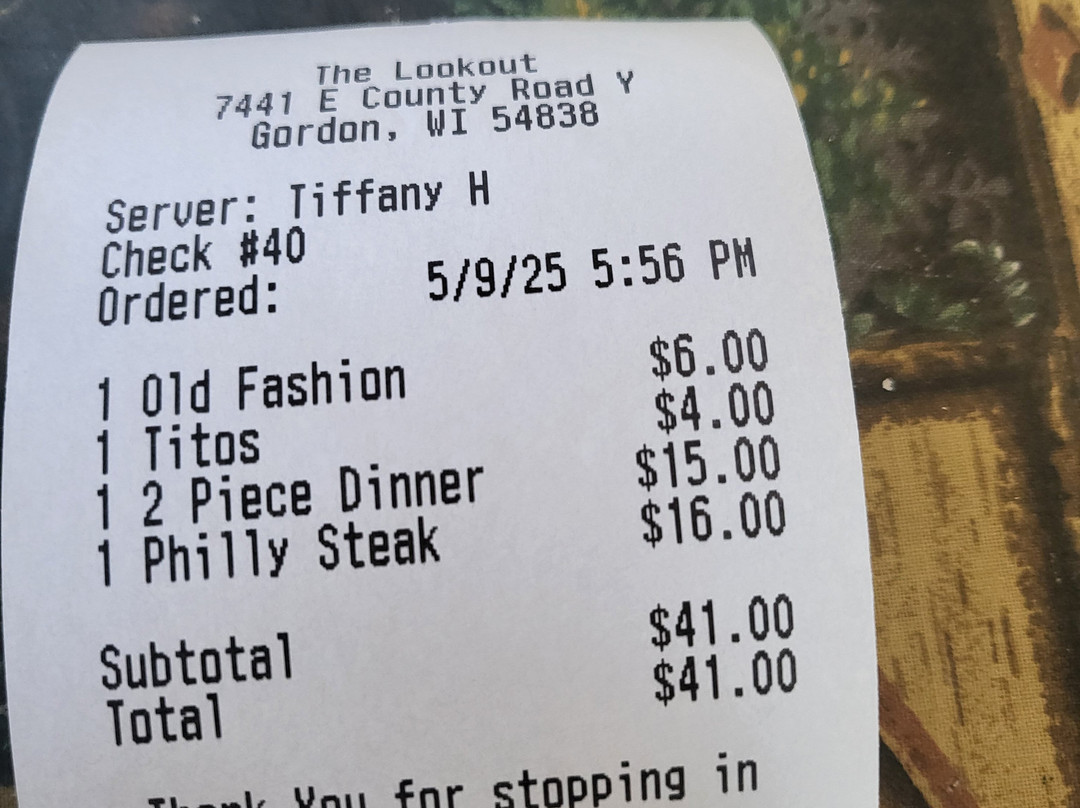 The Lookout
7441 E County Road Y
Gordon, WI 54838
Server: Tiffany H
Check #40
Ordered: 5/9/25 5:56 PM
1 Old Fashion $6.00
1 Titos $4.00
1 2 Piece Dinner $15.00
1 Philly Steak $16.00
Subtotal $41.00
Total $41.00
Thank You for stopping in